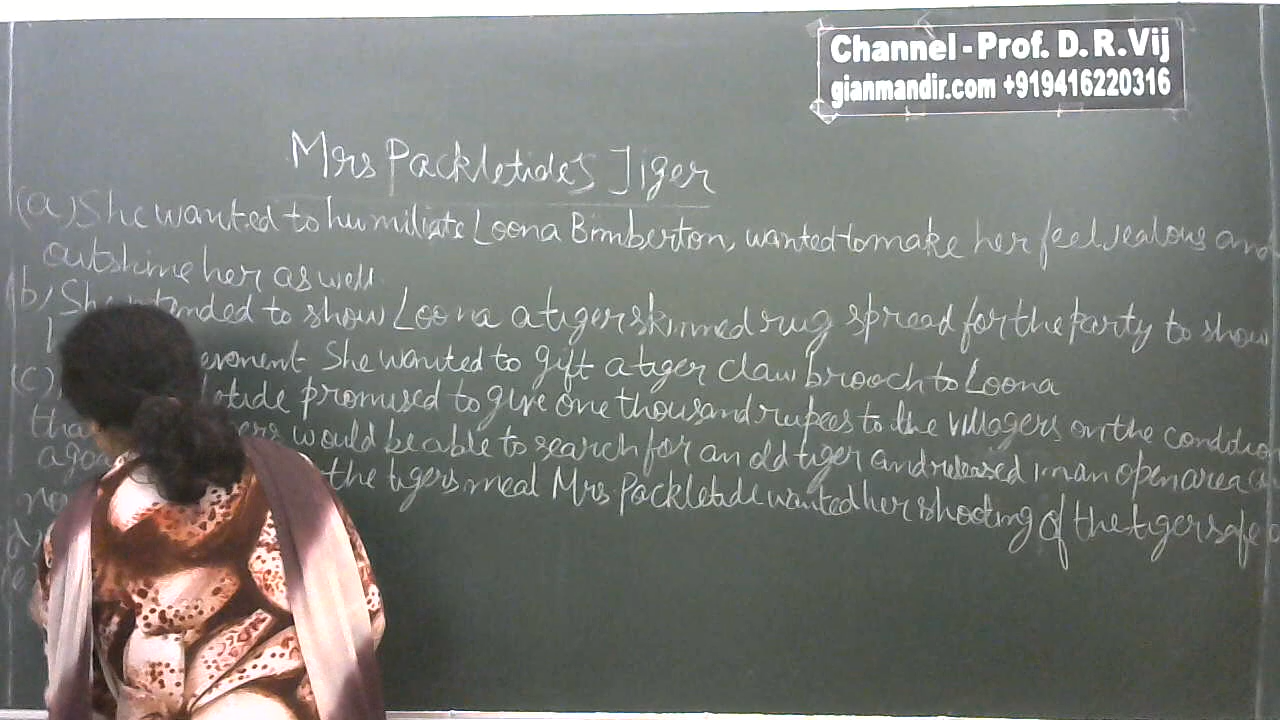 Channel - Prof. D. R. Vij
gianmandir.com +919416220316
Mrs Packletide's Tiger
(a) She wanted to humiliate Loona Bimberton, wanted to make her feel jealous and
outshine her as well.
(b) She intended to show Loona a tiger skinned rug spread for the party to show
She wanted to gift a tiger claw brooch to Loona
(c) promised to give one thousand rupees to the villagers on the condition
would be able to search for an old tiger and released in an open area
the tigers meal Mrs Packletide wanted her shooting of the tiger safe